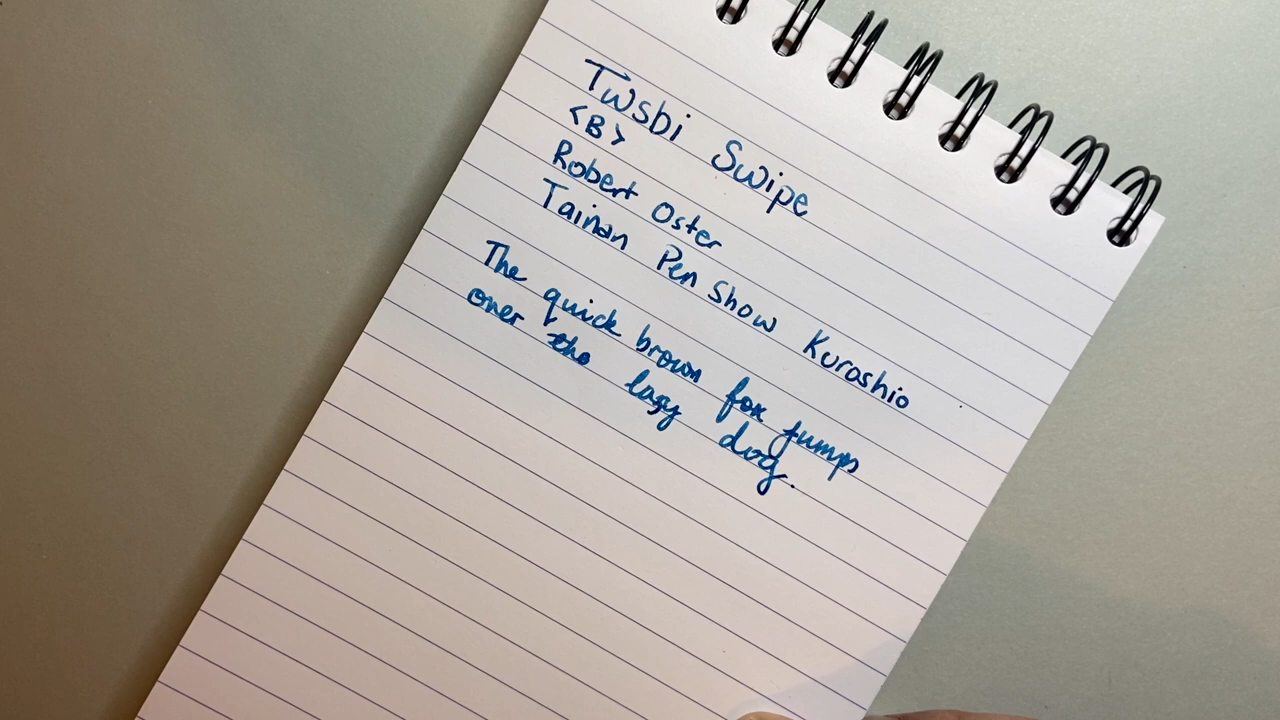 Twsbi Swipe
<B>
Robert Oster
Tainan Pen Show Kuroshio
The quick brown fox jumps
over the lazy dog.